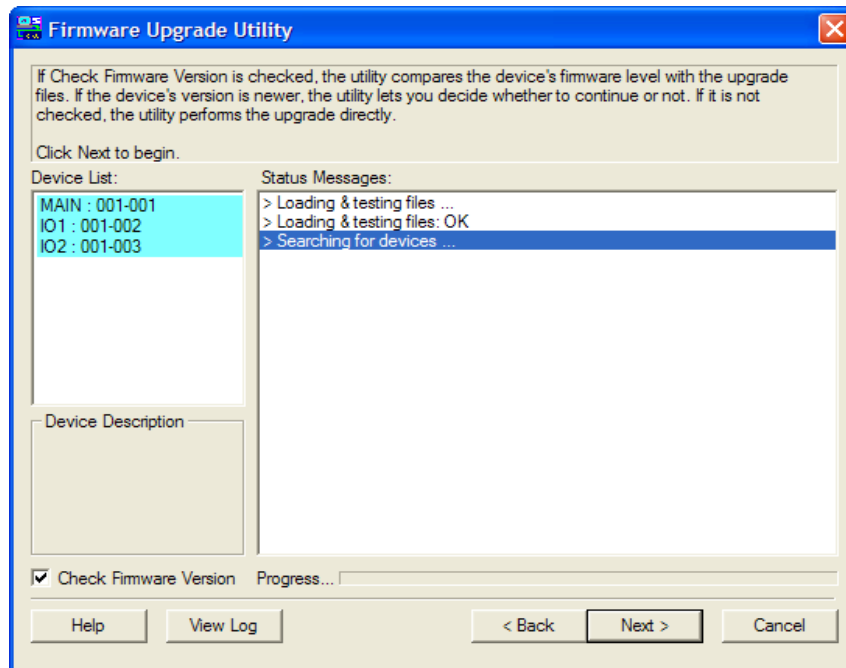 Firmware Upgrade Utility
If Check Firmware Version is checked, the utility compares the device's firmware level with the upgrade
files. If the device's version is newer, the utility lets you decide whether to continue or not. If it is not
checked, the utility performs the upgrade directly.
Click Next to begin.
Device List:
MAIN : 001-001
IO1 : 001-002
IO2 : 001-003
Status Messages:
> Loading & testing files ...
> Loading & testing files: OK
> Searching for devices ...
Device Description
Check Firmware Version
Progress...
Help
View Log
< Back
Next >
Cancel